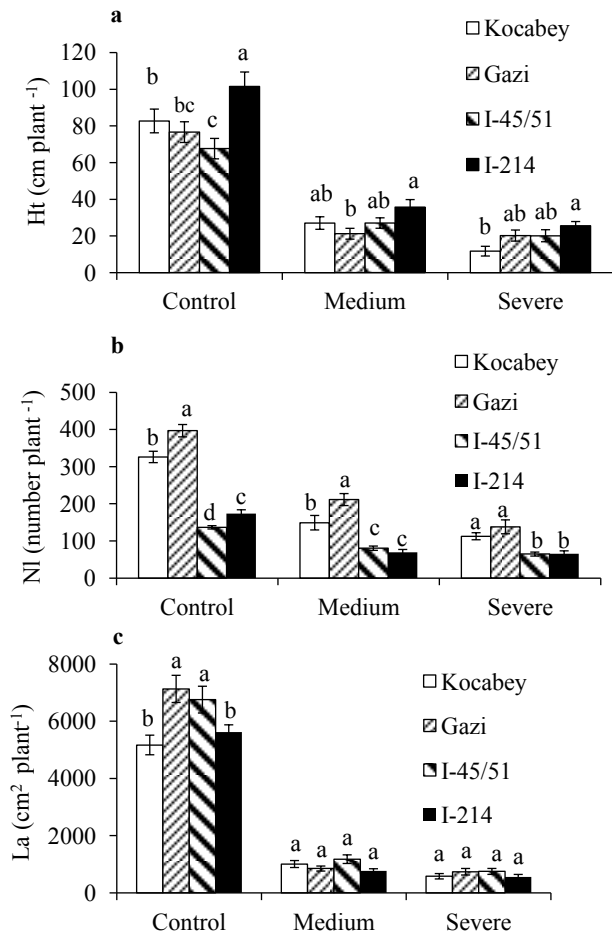 a
Ht (cm plant -1)
120
100
80
60
40
20
0
b bc c a
ab b ab a
b ab ab a
Control Medium Severe
Kocabey
Gazi
I-45/51
I-214
b
Nl (number plant -1)
500
400
300
200
100
0
b a d c
b a c c
a a b b
Control Medium Severe
Kocabey
Gazi
I-45/51
I-214
c
La (cm² plant-1)
8000
6000
4000
2000
0
b a a b
a a a a
a a a a
Control Medium Severe
Kocabey
Gazi
I-45/51
I-214